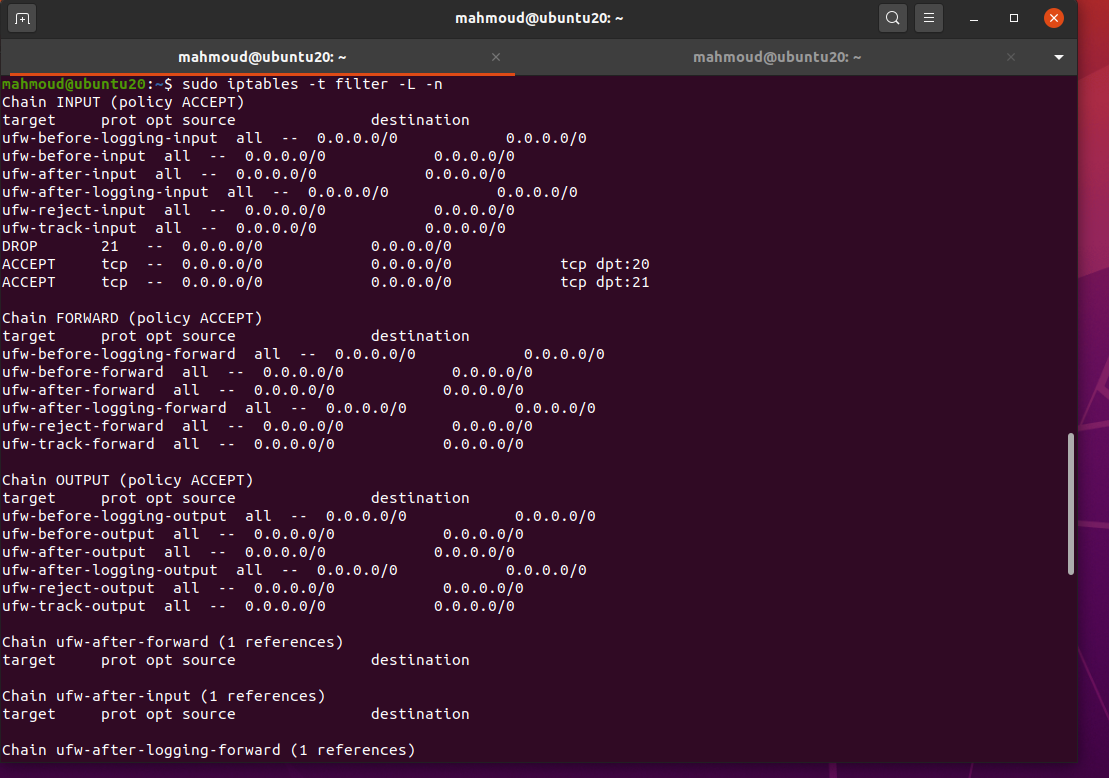 mahmoud@ubuntu20: ~
mahmoud@ubuntu20: ~
mahmoud@ubuntu20: ~
mahmoud@ubuntu20:~$ sudo iptables -t filter -L -n
Chain INPUT (policy ACCEPT)
target     prot opt source               destination
ufw-before-logging-input  all  --  0.0.0.0/0            0.0.0.0/0
ufw-before-input  all  --  0.0.0.0/0            0.0.0.0/0
ufw-after-input  all  --  0.0.0.0/0            0.0.0.0/0
ufw-after-logging-input  all  --  0.0.0.0/0            0.0.0.0/0
ufw-reject-input  all  --  0.0.0.0/0            0.0.0.0/0
ufw-track-input  all  --  0.0.0.0/0            0.0.0.0/0
DROP       21   --  0.0.0.0/0            0.0.0.0/0
ACCEPT     tcp  --  0.0.0.0/0            0.0.0.0/0            tcp dpt:20
ACCEPT     tcp  --  0.0.0.0/0            0.0.0.0/0            tcp dpt:21
Chain FORWARD (policy ACCEPT)
target     prot opt source               destination
ufw-before-logging-forward  all  --  0.0.0.0/0            0.0.0.0/0
ufw-before-forward  all  --  0.0.0.0/0            0.0.0.0/0
ufw-after-forward  all  --  0.0.0.0/0            0.0.0.0/0
ufw-after-logging-forward  all  --  0.0.0.0/0            0.0.0.0/0
ufw-reject-forward  all  --  0.0.0.0/0            0.0.0.0/0
ufw-track-forward  all  --  0.0.0.0/0            0.0.0.0/0
Chain OUTPUT (policy ACCEPT)
target     prot opt source               destination
ufw-before-logging-output  all  --  0.0.0.0/0            0.0.0.0/0
ufw-before-output  all  --  0.0.0.0/0            0.0.0.0/0
ufw-after-output  all  --  0.0.0.0/0            0.0.0.0/0
ufw-after-logging-output  all  --  0.0.0.0/0            0.0.0.0/0
ufw-reject-output  all  --  0.0.0.0/0            0.0.0.0/0
ufw-track-output  all  --  0.0.0.0/0            0.0.0.0/0
Chain ufw-after-forward (1 references)
target     prot opt source               destination
Chain ufw-after-input (1 references)
target     prot opt source               destination
Chain ufw-after-logging-forward (1 references)